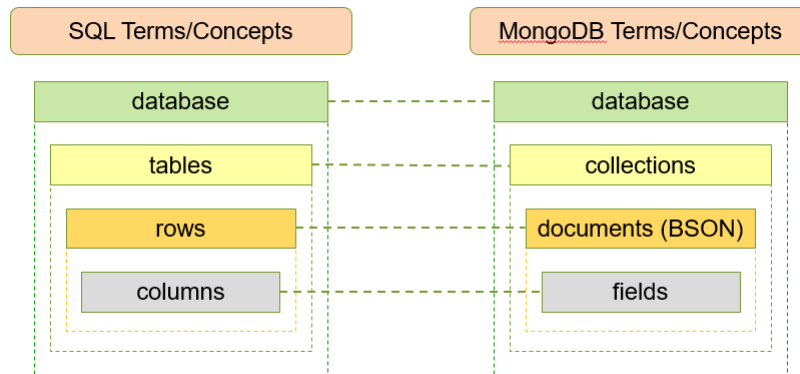 SQL Terms/Concepts
MongoDB Terms/Concepts
database
database
tables
collections
rows
documents (BSON)
columns
fields